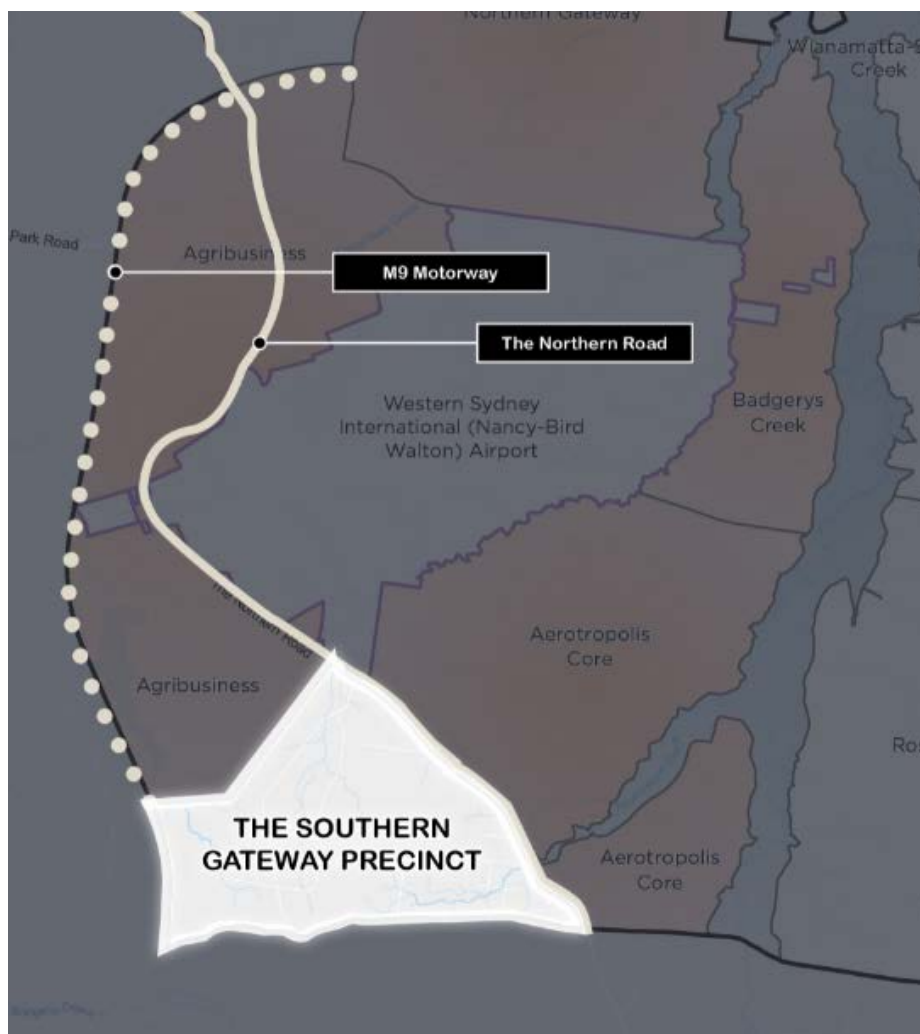 Northern Gateway
Wianamatta-
Creek
Park Road
Agribusiness
M9 Motorway
The Northern Road
Western Sydney
International (Nancy-Bird
Walton) Airport
Badgerys
Creek
The Northern Road
Aerotropolis
Core
Agribusiness
Ros
THE SOUTHERN
GATEWAY PRECINCT
Aerotropolis
Core